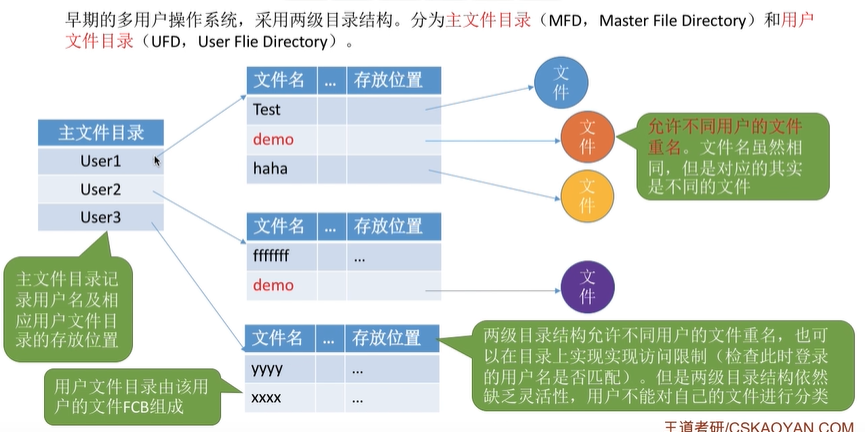 早期的多用户操作系统，采用两级目录结构。分为主文件目录（MFD，Master File Directory）和用户
文件目录（UFD，User Flie Directory）。
主文件目录
User1
User2
User3
文件名 ... 存放位置
Test
demo
haha
文件名 ... 存放位置
fffffff ...
demo
文件名 ... 存放位置
yyyy ...
xxxx ...
文
件
文
件
文
件
文
件
允许不同用户的文件
重名。文件名虽然相
同，但是对应的其实
是不同的文件
主文件目录记
录用户名及相
应用户文件目
录的存放位置
用户文件目录由该用
户的文件FCB组成
两级目录结构允许不同用户的文件重名，也可
以在目录上实现实现访问限制（检查此时登录
的用户名是否匹配）。但是两级目录结构依然
缺乏灵活性，用户不能对自己的文件进行分类
王道考研/CSKAOYAN.COM